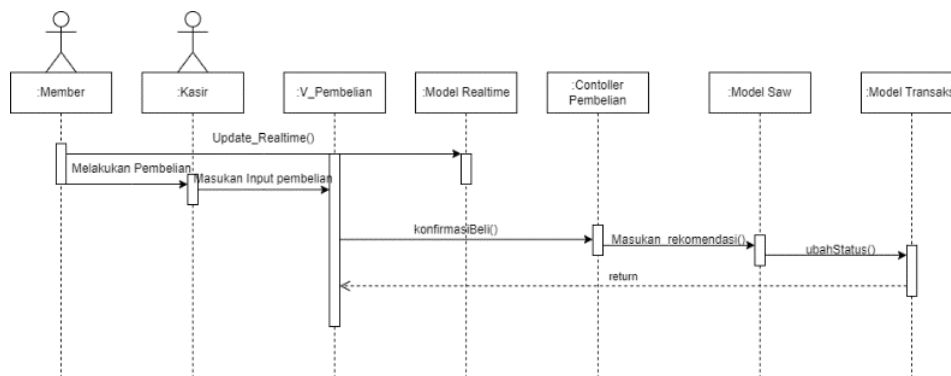 :Member
:Kasir
:V_Pembelian
:Model Realtime
:Contoller
Pembelian
:Model Saw
:Model Transaks
Update_Realtime()
Melakukan Pembelian
Masukan Input pembelian
konfirmasiBeli()
Masukan_rekomendasi()
ubahStatus()
return